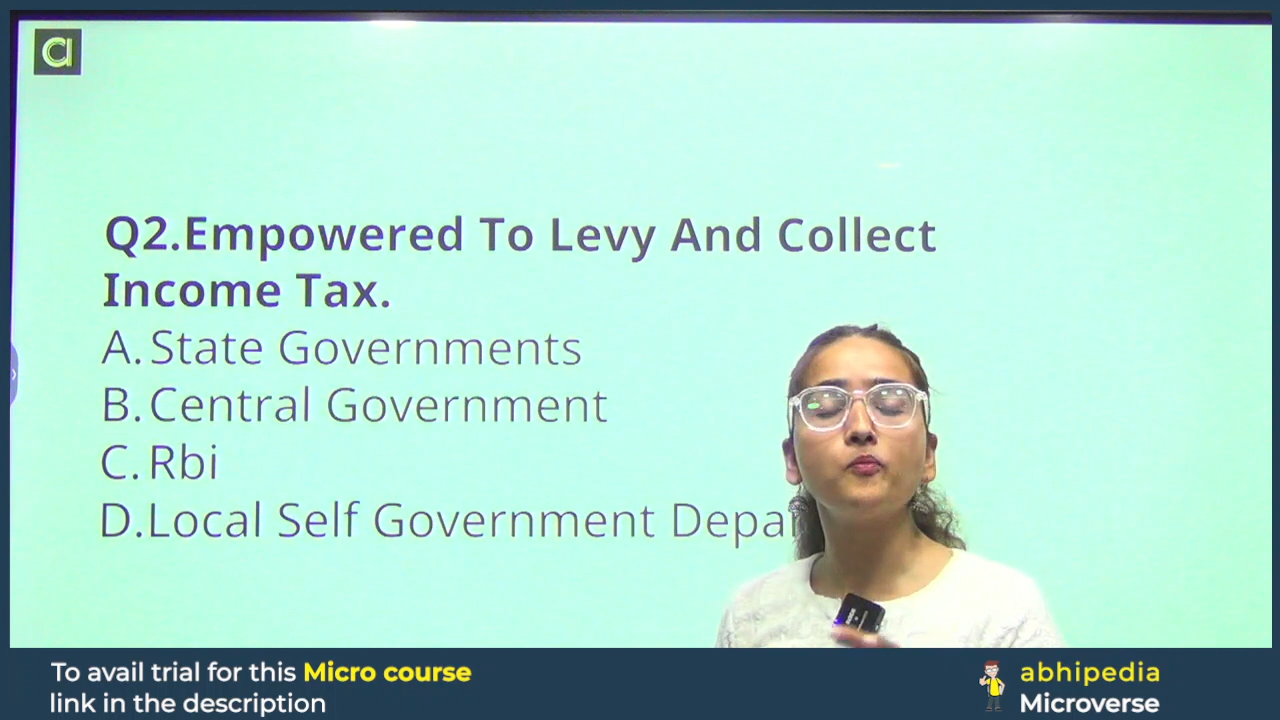 Q2.Empowered To Levy And Collect
Income Tax.
A. State Governments
B. Central Government
C. Rbi
D.Local Self Government
To avail trial for this Micro course
link in the description
abhipedia
Microverse